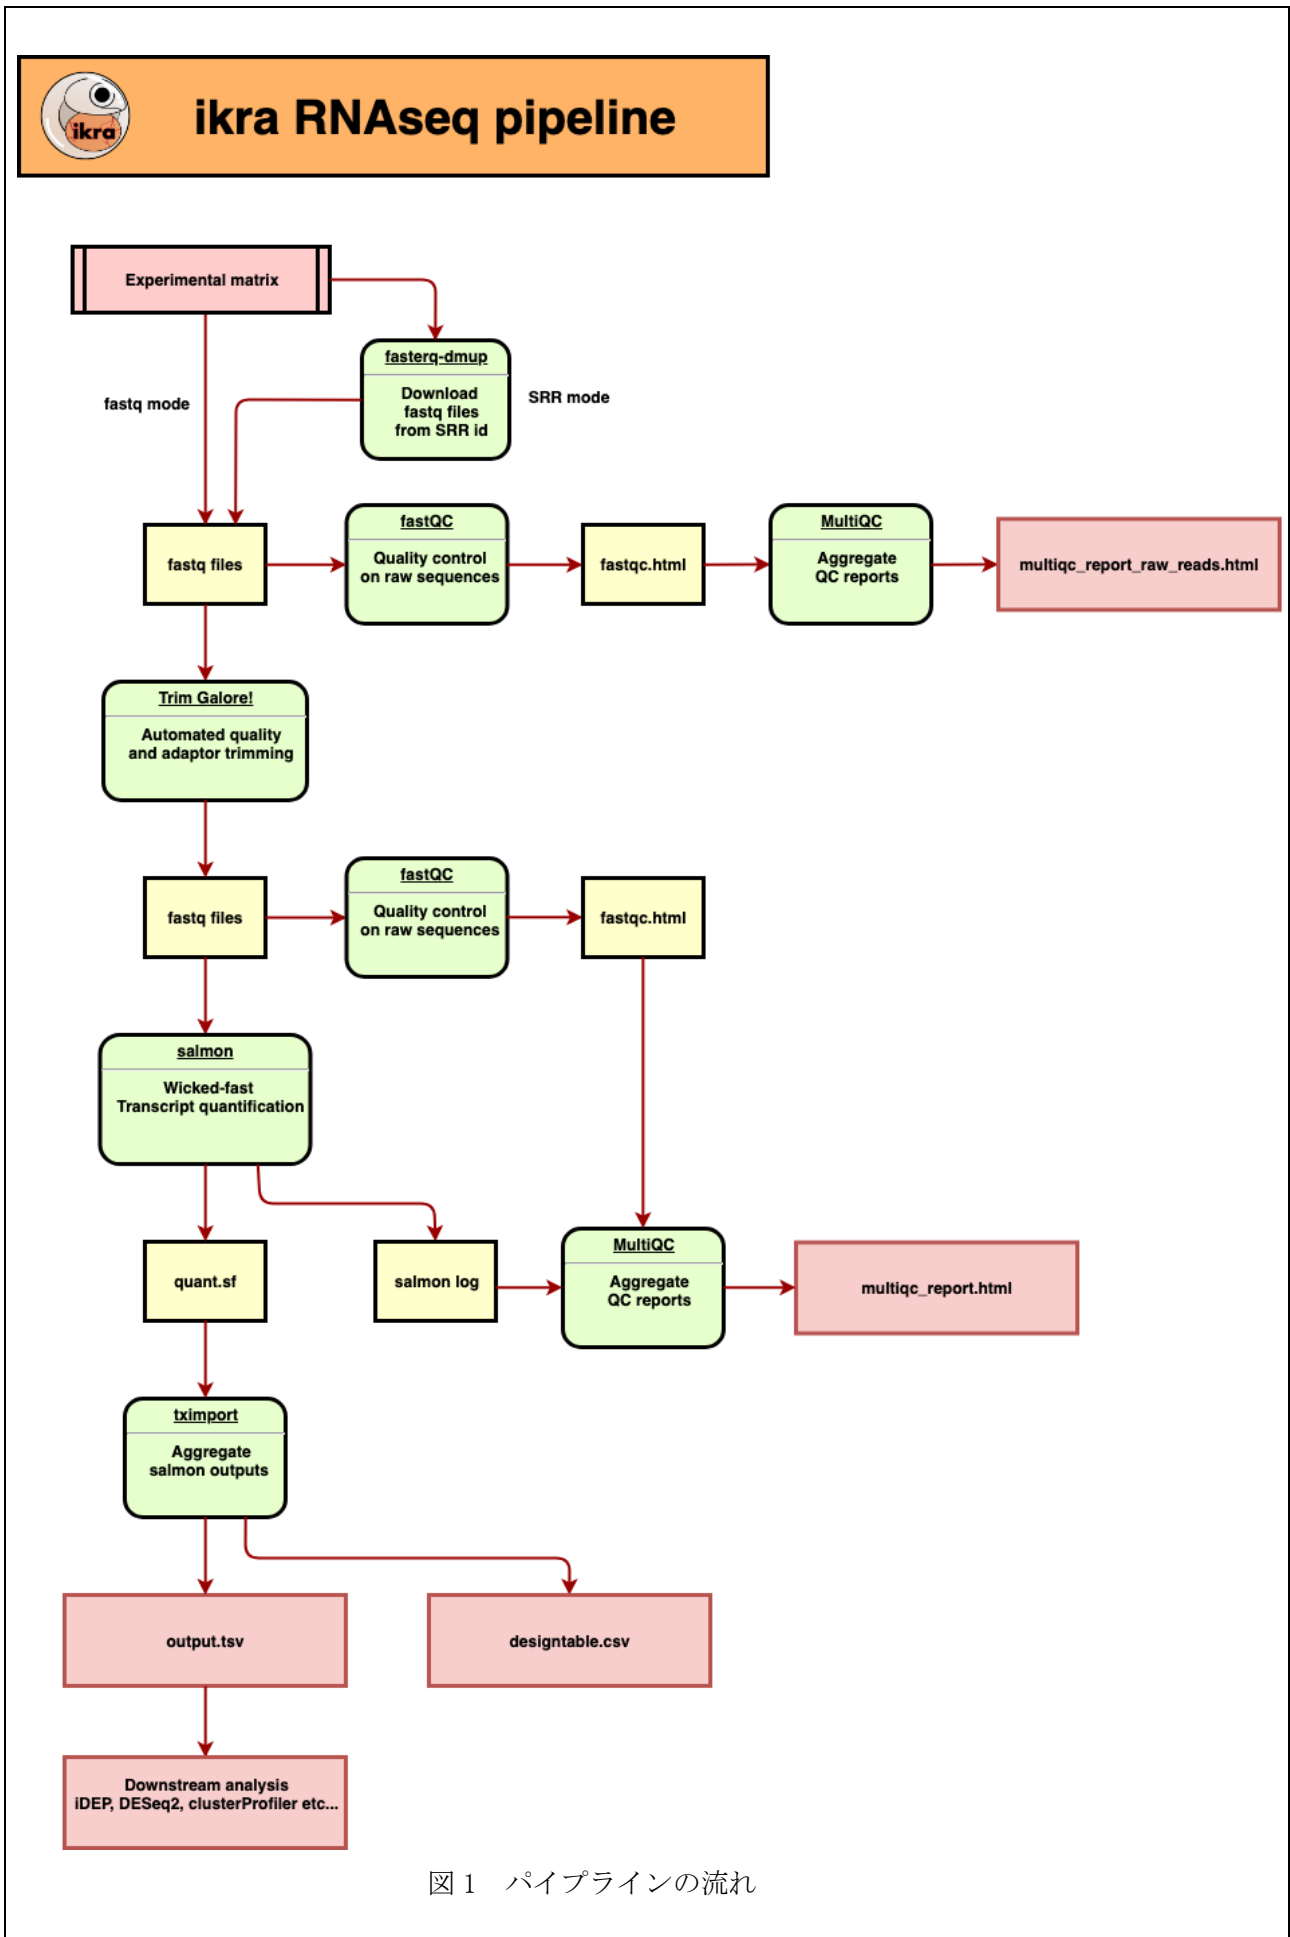 ikra
ikra RNAseq pipeline
Experimental matrix
fasterq-dmup
Download
fastq files
from SRR id
fastq mode
SRR mode
fastq files
fastQC
Quality control
on raw sequences
fastqc.html
MultiQC
Aggregate
QC reports
multiqc_report_raw_reads.html
Trim Galore!
Automated quality
and adaptor trimming
fastq files
fastQC
Quality control
on raw sequences
fastqc.html
salmon
Wicked-fast
Transcript quantification
quant.sf
salmon log
MultiQC
Aggregate
QC reports
multiqc_report.html
tximport
Aggregate
salmon outputs
output.tsv
designtable.csv
Downstream analysis
iDEP, DESeq2, clusterProfiler etc...
図 1　パイプラインの流れ